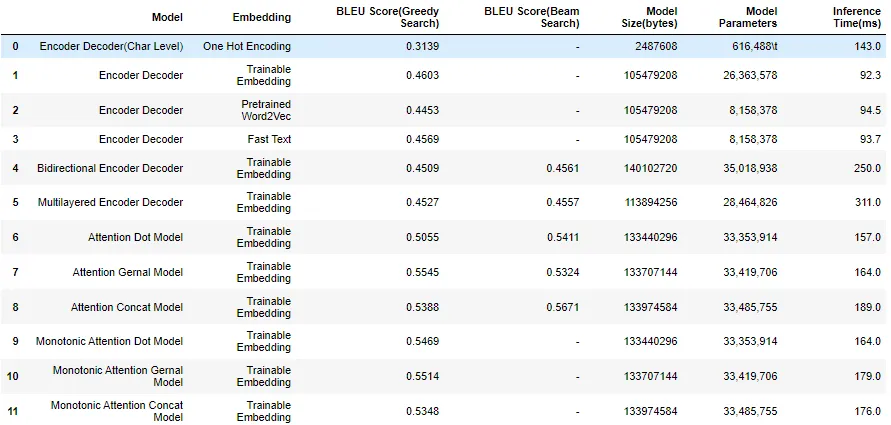 Model Embedding BLEU Score(Greedy Search) BLEU Score(Beam Search) Model Size(bytes) Model Parameters Inference Time(ms)
0 Encoder Decoder(Char Level) One Hot Encoding 0.3139 - 2487608 616,488\t 143.0
1 Encoder Decoder Trainable Embedding 0.4603 - 105479208 26,363,578 92.3
2 Encoder Decoder Pretrained Word2Vec 0.4453 - 105479208 8,158,378 94.5
3 Encoder Decoder Fast Text 0.4569 - 105479208 8,158,378 93.7
4 Bidirectional Encoder Decoder Trainable Embedding 0.4509 0.4561 140102720 35,018,938 250.0
5 Multilayered Encoder Decoder Trainable Embedding 0.4527 0.4557 113894256 28,464,826 311.0
6 Attention Dot Model Trainable Embedding 0.5055 0.5411 133440296 33,353,914 157.0
7 Attention Gernal Model Trainable Embedding 0.5545 0.5324 133707144 33,419,706 164.0
8 Attention Concat Model Trainable Embedding 0.5388 0.5671 133974584 33,485,755 189.0
9 Monotonic Attention Dot Model Trainable Embedding 0.5469 - 133440296 33,353,914 164.0
10 Monotonic Attention Gernal Model Trainable Embedding 0.5514 - 133707144 33,419,706 179.0
11 Monotonic Attention Concat Model Trainable Embedding 0.5348 - 133974584 33,485,755 176.0